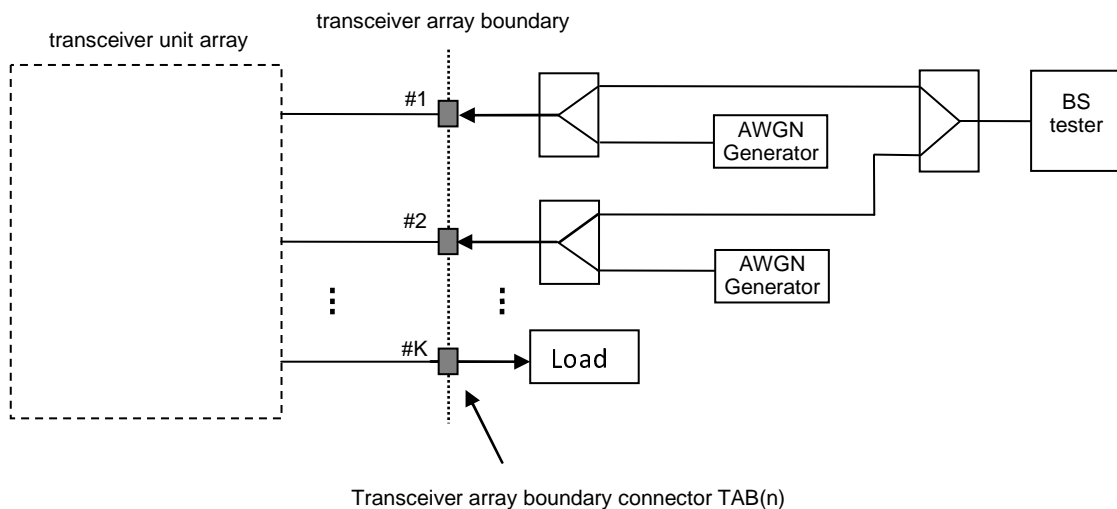 transceiver array boundary
transceiver unit array
#1
BS
tester
AWGN
Generator
#2
AWGN
Generator
#K
Load
Transceiver array boundary connector TAB(n)